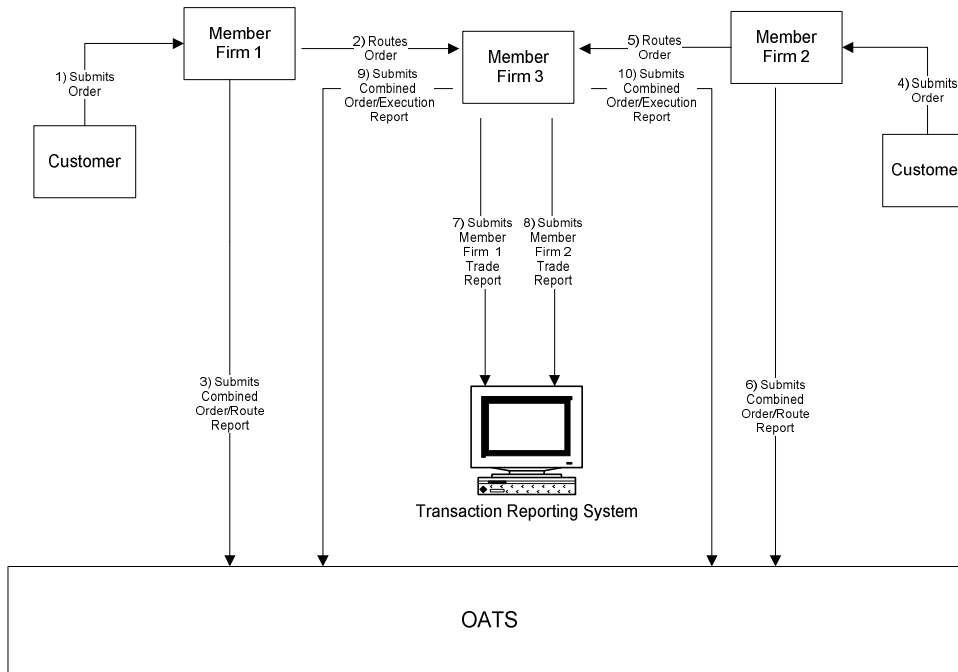 Member
Firm 1
2) Routes
Order
Member
Firm 3
5) Routes
Order
Member
Firm 2
1) Submits
Order
9) Submits
Combined
Order/Execution
Report
10) Submits
Combined
Order/Execution
Report
4) Submits
Order
Customer
Custome
7) Submits
Member
Firm 1
Trade
Report
8) Submits
Member
Firm 2
Trade
Report
3) Submits
Combined
Order/Route
Report
6) Submits
Combined
Order/Route
Report
Transaction Reporting System
OATS